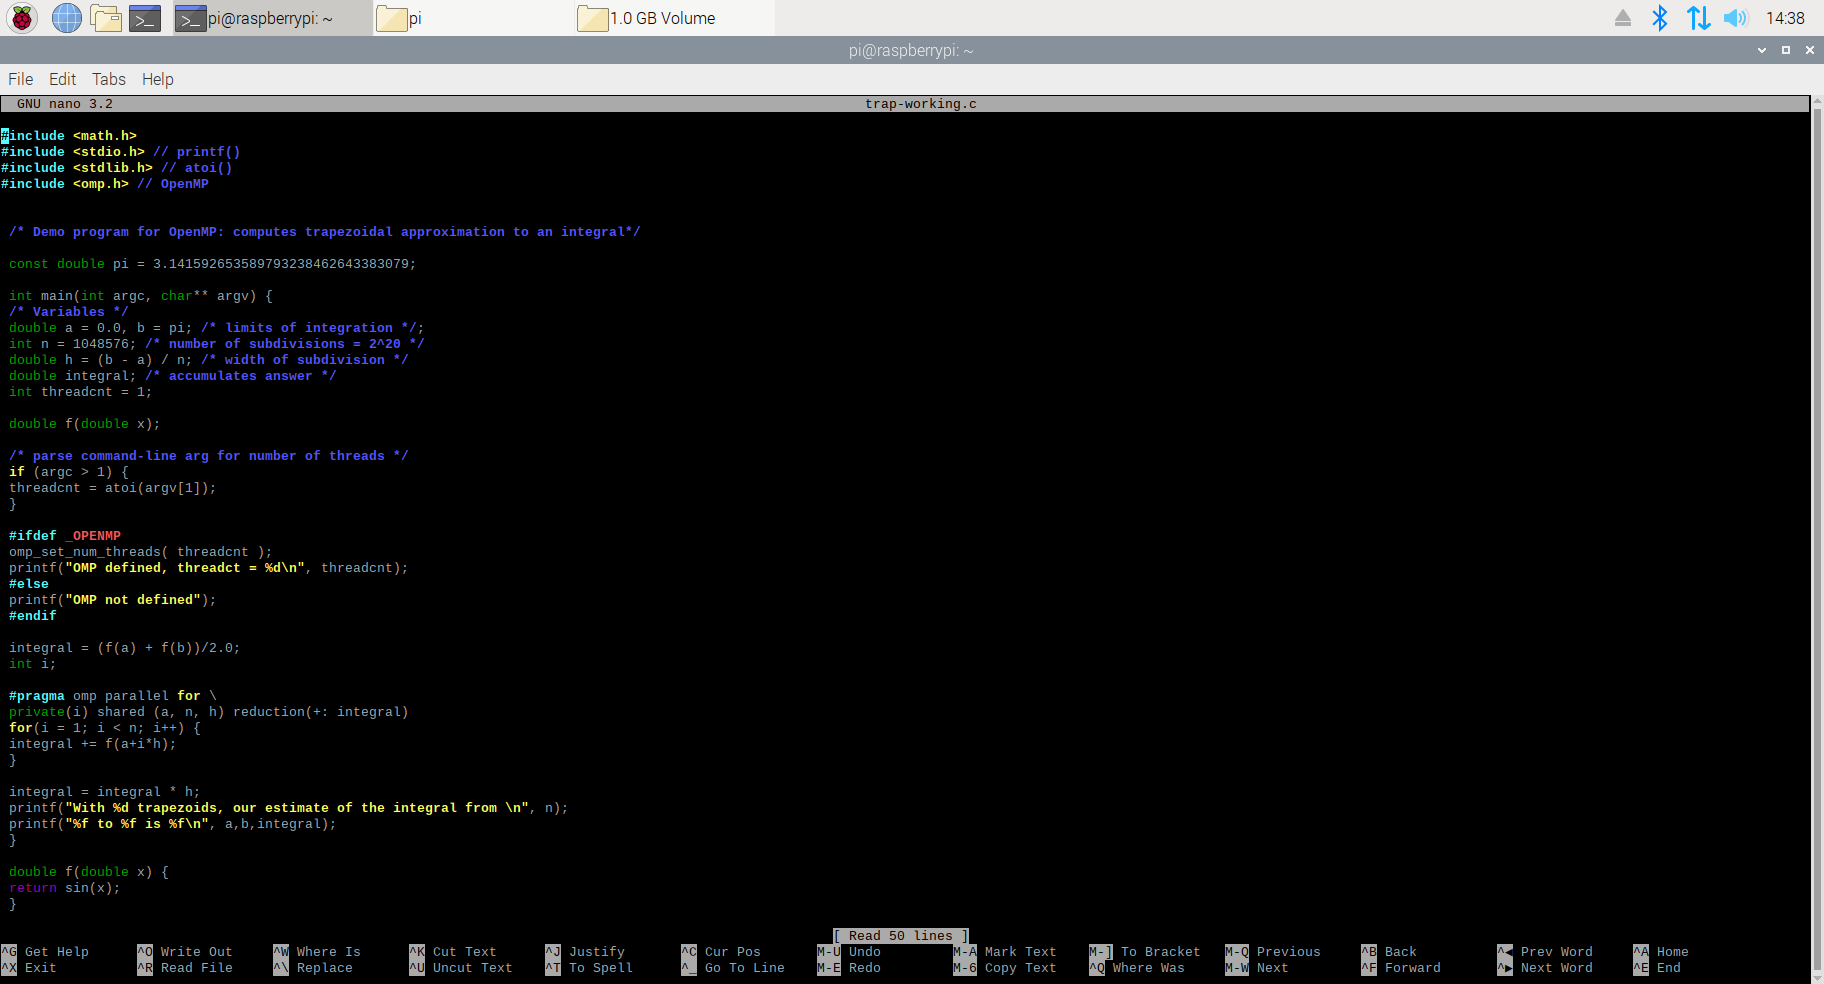 pi@raspberrypi: ~ pi 1.0 GB Volume 14:38
pi@raspberrypi: ~
File Edit Tabs Help
GNU nano 3.2 trap-working.c
#include <math.h>
#include <stdio.h> // printf()
#include <stdlib.h> // atoi()
#include <omp.h> // OpenMP
/* Demo program for OpenMP: computes trapezoidal approximation to an integral*/
const double pi = 3.141592653589793238462643383079;
int main(int argc, char** argv) {
/* Variables */
double a = 0.0, b = pi; /* limits of integration */;
int n = 1048576; /* number of subdivisions = 2^20 */
double h = (b - a) / n; /* width of subdivision */
double integral; /* accumulates answer */
int threadcnt = 1;
double f(double x);
/* parse command-line arg for number of threads */
if (argc > 1) {
threadcnt = atoi(argv[1]);
}
#ifdef _OPENMP
omp_set_num_threads( threadcnt );
printf("OMP defined, threadct = %d\n", threadcnt);
#else
printf("OMP not defined");
#endif
integral = (f(a) + f(b))/2.0;
int i;
#pragma omp parallel for \
private(i) shared (a, n, h) reduction(+: integral)
for(i = 1; i < n; i++) {
integral += f(a+i*h);
}
integral = integral * h;
printf("With %d trapezoids, our estimate of the integral from \n", n);
printf("%f to %f is %f\n", a,b,integral);
}
double f(double x) {
return sin(x);
}
[ Read 50 lines ]
^G Get Help ^O Write Out ^W Where Is ^K Cut Text ^J Justify ^C Cur Pos M-U Undo M-A Mark Text M-] To Bracket M-Q Previous ^B Back ^◀ Prev Word ^A Home
^X Exit ^R Read File ^\ Replace ^U Uncut Text ^T To Spell ^_ Go To Line M-E Redo M-6 Copy Text ^Q Where Was M-W Next ^F Forward ^▶ Next Word ^E End